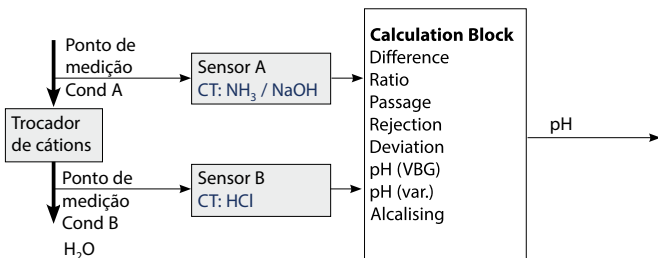 Ponto de
medição
Cond A
Trocador
de cátions
Ponto de
medição
Cond B
H₂O
Sensor A
CT: NH₃ / NaOH
Sensor B
CT: HCl
Calculation Block
Difference
Ratio
Passage
Rejection
Deviation
pH (VBG)
pH (var.)
Alcalising
pH